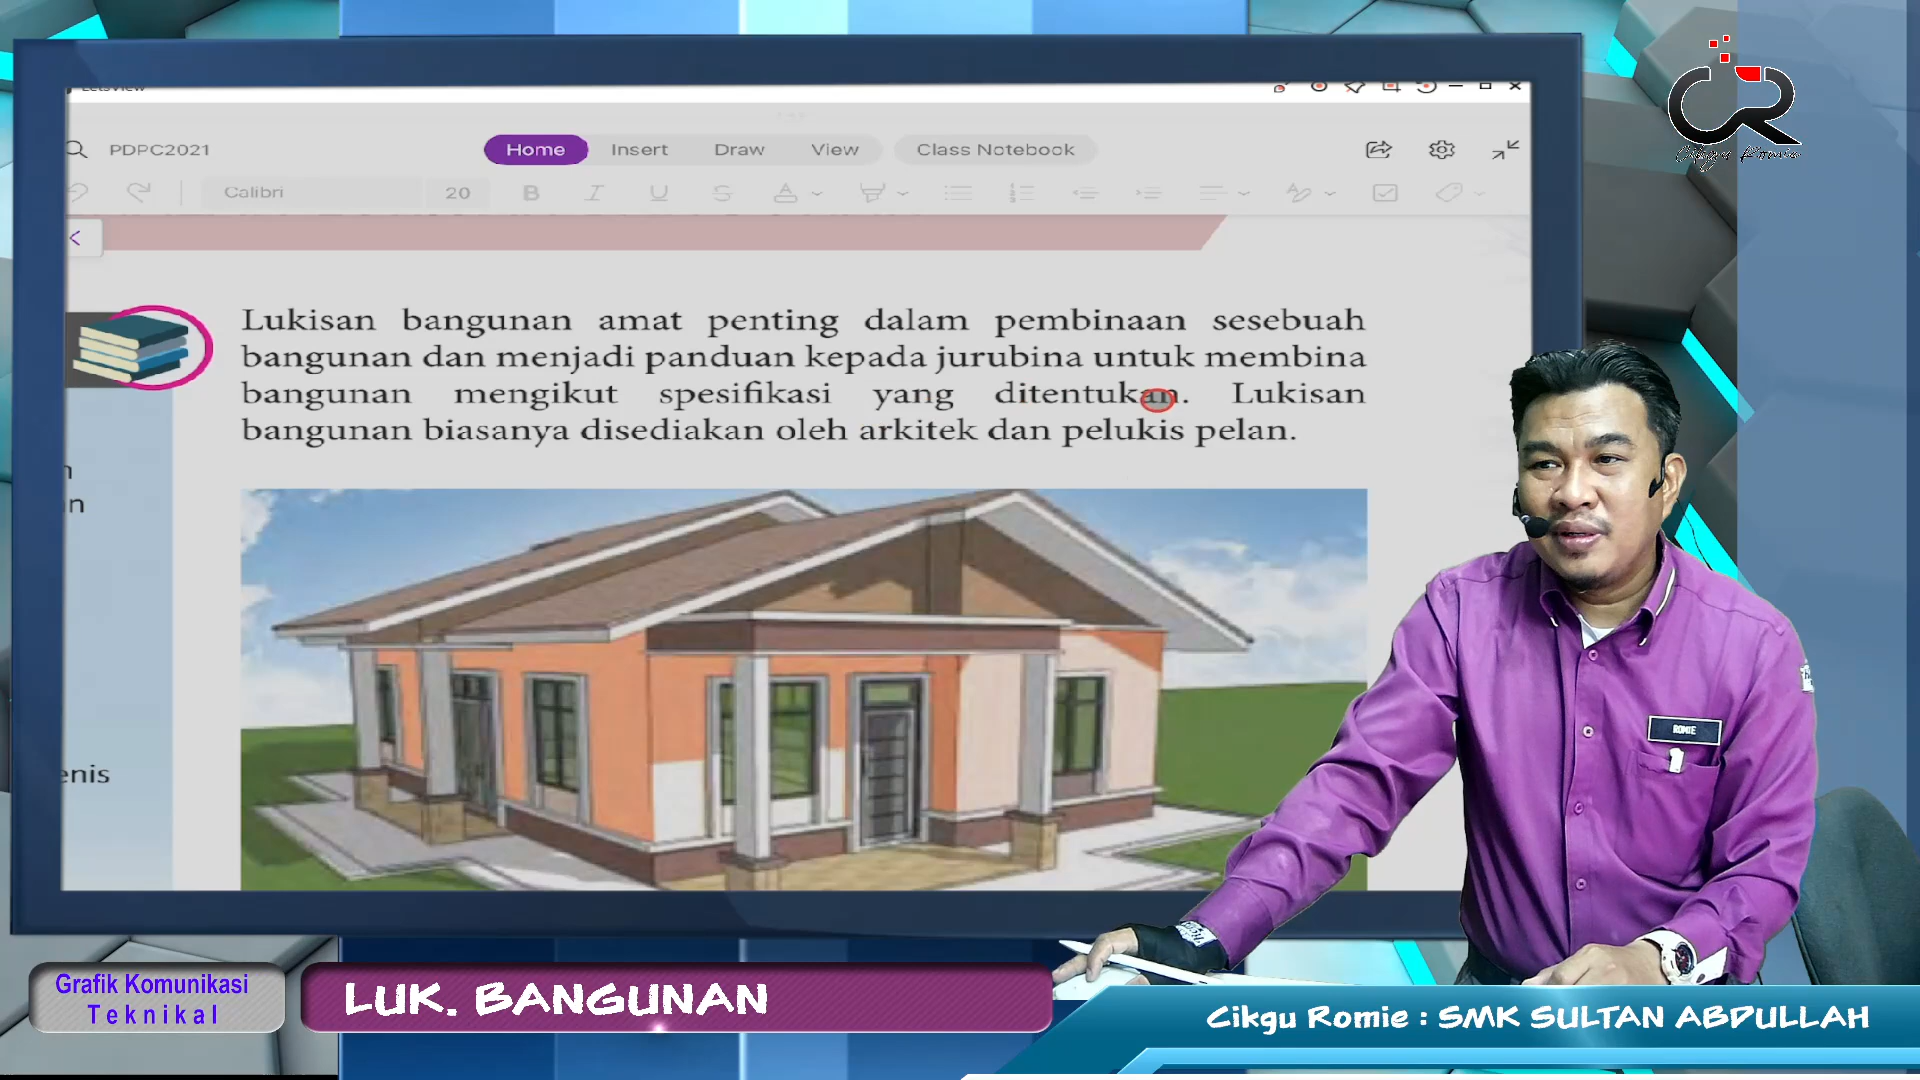 PDPC2021
Home
Insert
Draw
View
Class Notebook
Calibri
20
Lukisan bangunan amat penting dalam pembinaan sesebuah
bangunan dan menjadi panduan kepada jurubina untuk membina
bangunan mengikut spesifikasi yang ditentukan. Lukisan
bangunan biasanya disediakan oleh arkitek dan pelukis pelan.
n
enis
ROMIE
Cikgu Romie
Grafik Komunikasi
Teknikal
LUK. BANGUNAN
Cikgu Romie : SMK SULTAN ABDULLAH